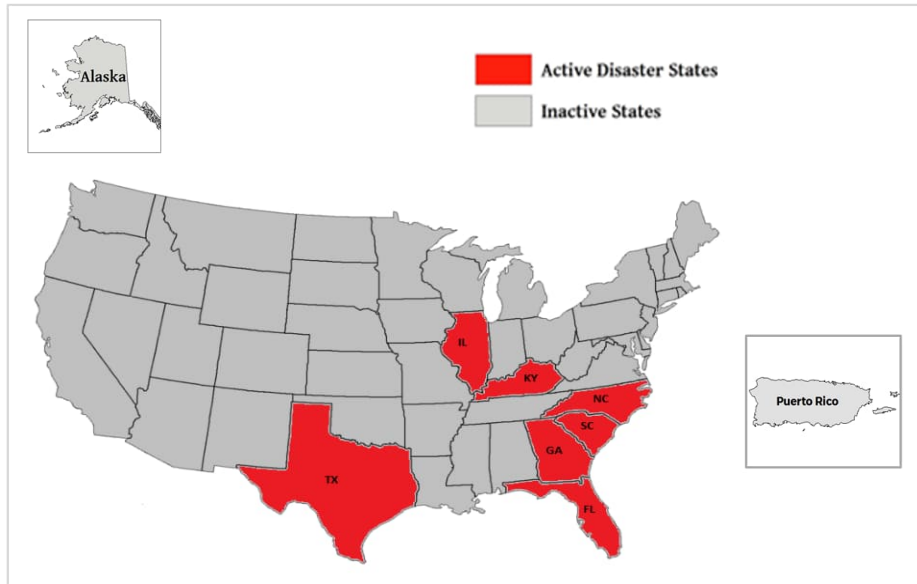 Alaska
Active Disaster States
Inactive States
IL
KY
NC
SC
GA
TX
FL
Puerto Rico